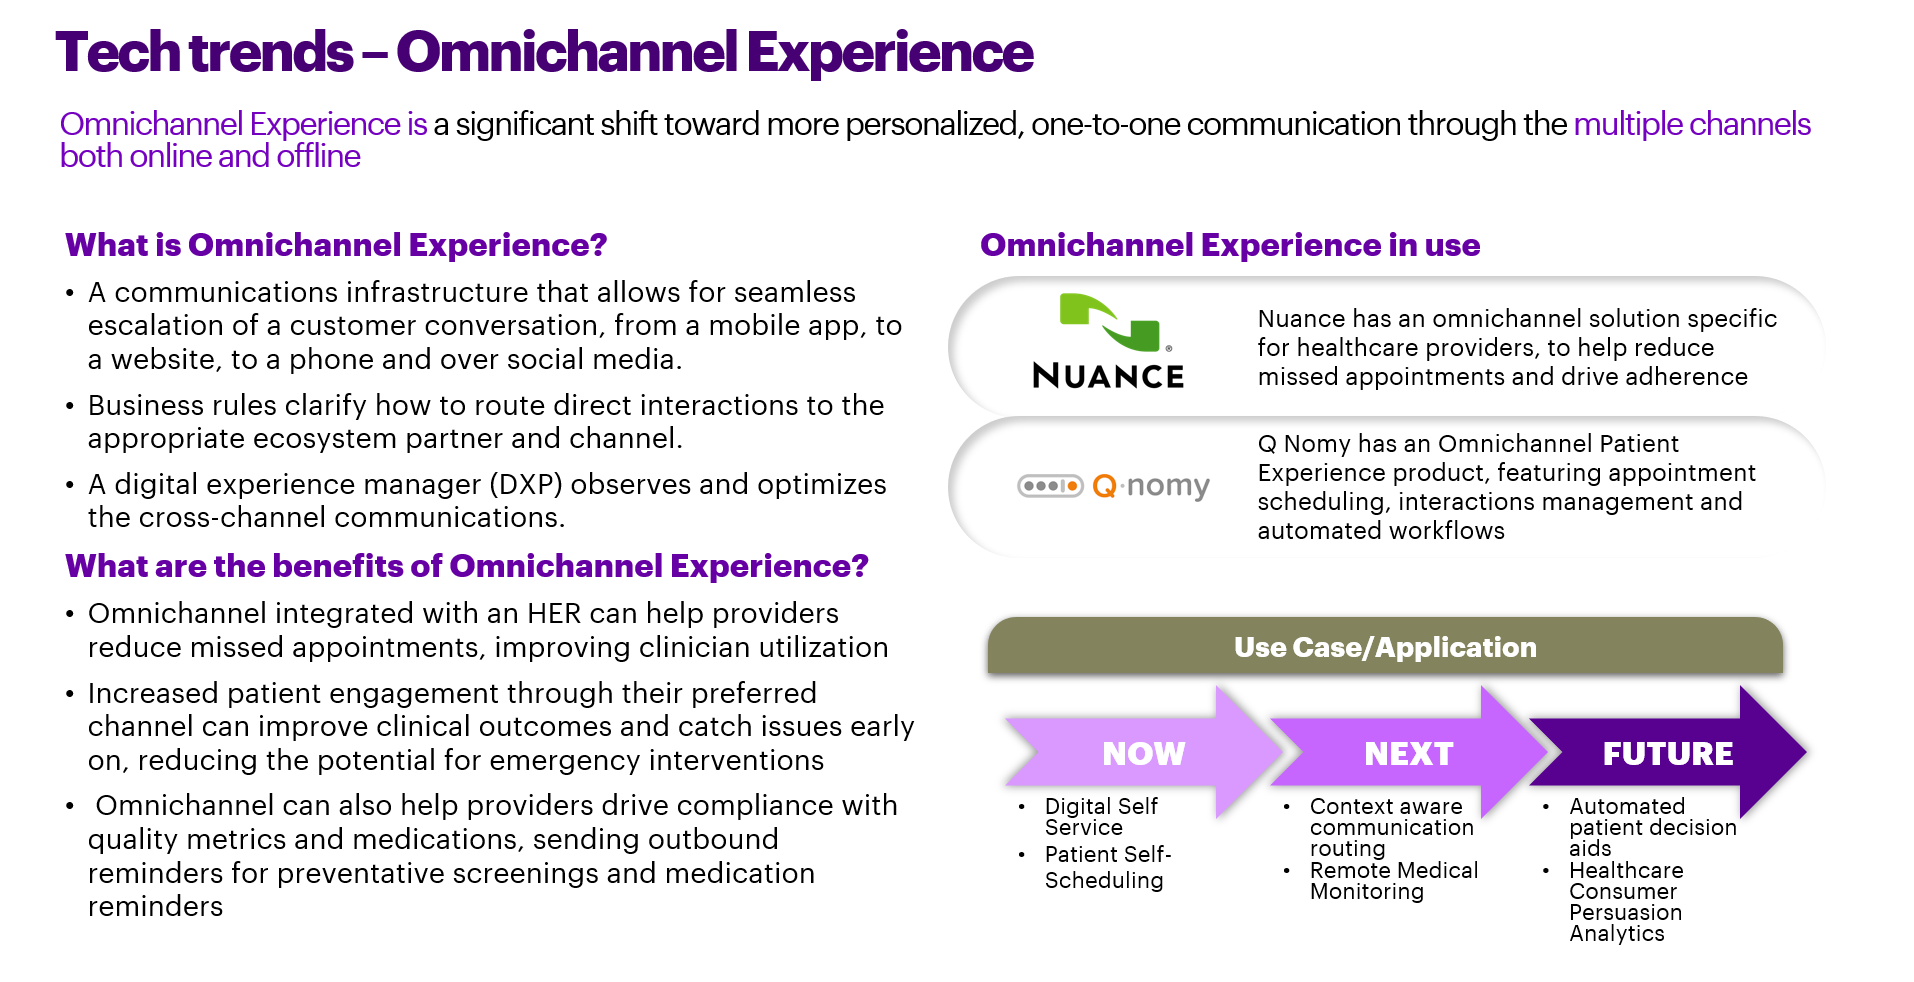 Tech trends – Omnichannel Experience
Omnichannel Experience is a significant shift toward more personalized, one-to-one communication through the multiple channels
both online and offline
What is Omnichannel Experience?
• A communications infrastructure that allows for seamless
escalation of a customer conversation, from a mobile app, to
a website, to a phone and over social media.
• Business rules clarify how to route direct interactions to the
appropriate ecosystem partner and channel.
• A digital experience manager (DXP) observes and optimizes
the cross-channel communications.
What are the benefits of Omnichannel Experience?
• Omnichannel integrated with an HER can help providers
reduce missed appointments, improving clinician utilization
• Increased patient engagement through their preferred
channel can improve clinical outcomes and catch issues early
on, reducing the potential for emergency interventions
• Omnichannel can also help providers drive compliance with
quality metrics and medications, sending outbound
reminders for preventative screenings and medication
reminders
Omnichannel Experience in use
NUANCE®
Nuance has an omnichannel solution specific
for healthcare providers, to help reduce
missed appointments and drive adherence
Q·nomy
Q Nomy has an Omnichannel Patient
Experience product, featuring appointment
scheduling, interactions management and
automated workflows
Use Case/Application
NOW
• Digital Self
Service
• Patient Self-
Scheduling
NEXT
• Context aware
communication
routing
• Remote Medical
Monitoring
FUTURE
• Automated
patient decision
aids
• Healthcare
Consumer
Persuasion
Analytics